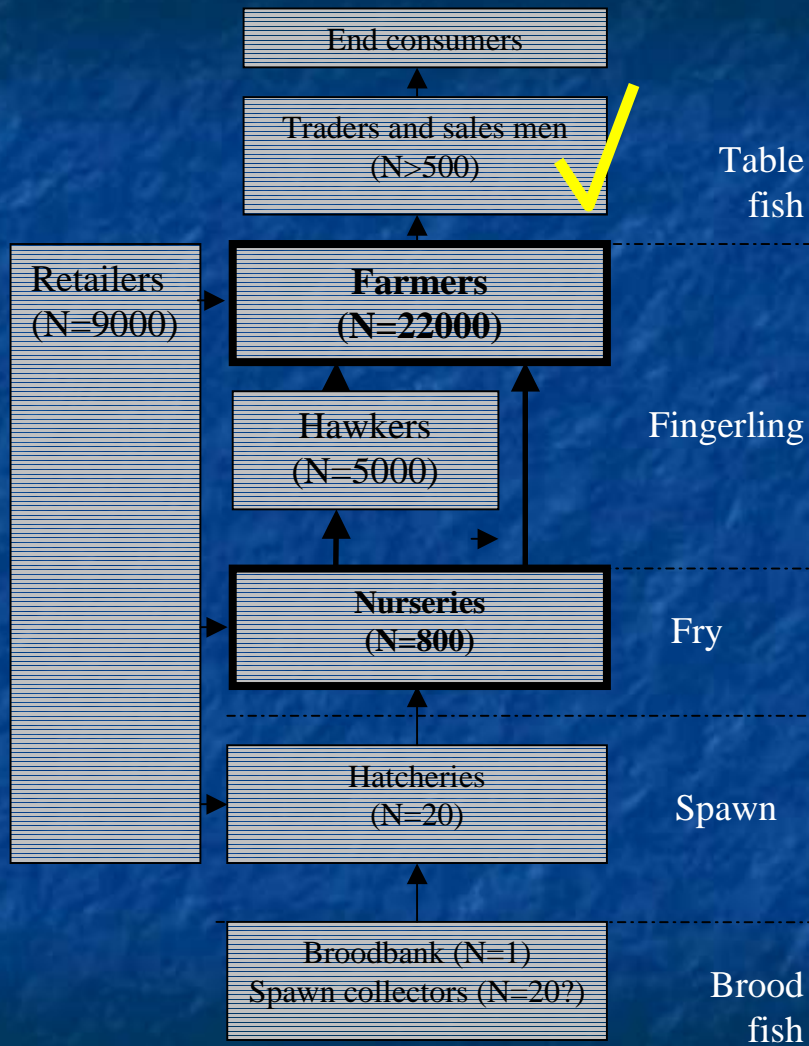 End consumers
Traders and sales men
(N>500)
Table
fish
Retailers
(N=9000)
Farmers
(N=22000)
Hawkers
(N=5000)
Fingerling
Nurseries
(N=800)
Fry
Hatcheries
(N=20)
Spawn
Broodbank (N=1)
Spawn collectors (N=20?)
Brood
fish